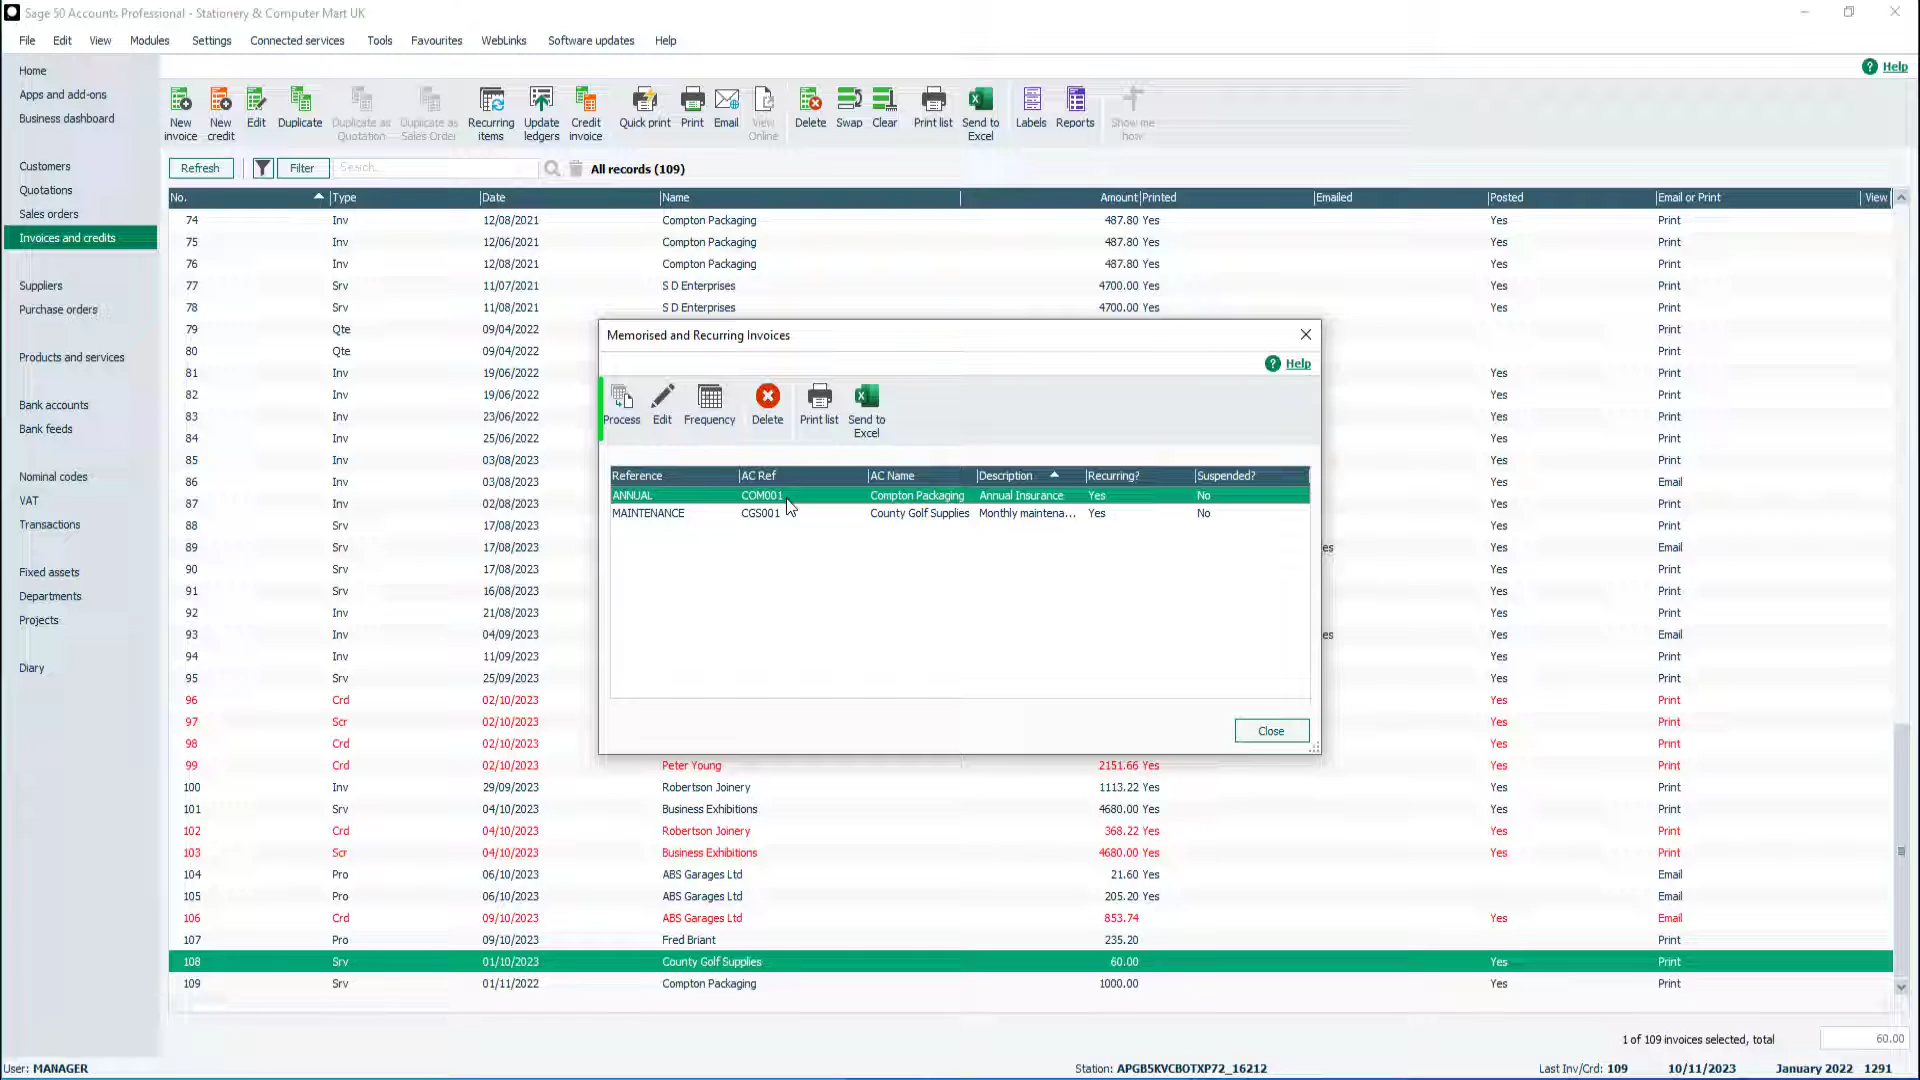 Sage 50 Accounts Professional - Stationery & Computer Mart UK
File Edit View Modules Settings Connected services Tools Favourites WebLinks Software updates Help
Help
Home
Apps and add-ons
Business dashboard
Customers
Quotations
Sales orders
Invoices and credits
Suppliers
Purchase orders
Products and services
Bank accounts
Bank feeds
Nominal codes
VAT
Transactions
Fixed assets
Departments
Projects
Diary
New invoice
New credit
Edit
Duplicate
Duplicate as Quotation
Duplicate as Sales Order
Recurring items
Update ledgers
Credit invoice
Quick print
Print
Email
View Online
Delete
Swap
Clear
Print list
Send to Excel
Labels
Reports
Show me how
Refresh Filter Search... All records (109)
No. Type Date Name Amount Printed Emailed Posted Email or Print View
74 Inv 12/08/2021 Compton Packaging 487.80 Yes Yes Print
75 Inv 12/06/2021 Compton Packaging 487.80 Yes Yes Print
76 Inv 12/08/2021 Compton Packaging 487.80 Yes Yes Print
77 Srv 11/07/2021 S D Enterprises 4700.00 Yes Yes Print
78 Srv 11/08/2021 S D Enterprises 4700.00 Yes Yes Print
79 Qte 09/04/2022 Print
80 Qte 09/04/2022 Print
81 Inv 19/06/2022 Yes Print
82 Inv 19/06/2022 Yes Print
83 Inv 23/06/2022 Yes Print
84 Inv 25/06/2022 Yes Print
85 Inv 03/08/2023 Yes Print
86 Inv 03/08/2023 Yes Email
87 Inv 03/08/2023 Yes Print
88 Srv 17/08/2023 Yes Print
89 Srv 17/08/2023 es Yes Email
90 Srv 17/08/2023 Yes Print
91 Srv 16/08/2023 Yes Print
92 Inv 21/08/2023 Yes Print
93 Inv 04/09/2023 es Yes Email
94 Inv 11/09/2023 Yes Print
95 Srv 25/09/2023 Yes Print
96 Crd 02/10/2023 Yes Print
97 Scr 02/10/2023 Yes Print
98 Crd 02/10/2023 Yes Print
99 Crd 02/10/2023 Peter Young 2151.66 Yes Yes Print
100 Inv 29/09/2023 Robertson Joinery 1113.22 Yes Yes Print
101 Srv 04/10/2023 Business Exhibitions 4680.00 Yes Yes Print
102 Crd 04/10/2023 Robertson Joinery 368.22 Yes Yes Print
103 Scr 04/10/2023 Business Exhibitions 4680.00 Yes Yes Print
104 Pro 06/10/2023 ABS Garages Ltd 21.60 Yes Email
105 Pro 06/10/2023 ABS Garages Ltd 205.20 Yes Email
106 Crd 09/10/2023 ABS Garages Ltd 853.74 Yes Email
107 Pro 09/10/2023 Fred Briant 235.20 Print
108 Srv 01/10/2023 County Golf Supplies 60.00 Yes Print
109 Srv 01/11/2022 Compton Packaging 1000.00 Print
Memorised and Recurring Invoices
Help
Process Edit Frequency Delete Print list Send to Excel
Reference AC Ref AC Name Description Recurring? Suspended?
ANNUAL COM001 Compton Packaging Annual Insurance Yes No
MAINTENANCE CGS001 County Golf Supplies Monthly maintena... Yes No
Close
1 of 109 invoices selected, total 60.00
User: MANAGER Station: APGB5KVCBOTXP72_16212 Last Inv/Crd: 109 10/11/2023 January 2022 1291